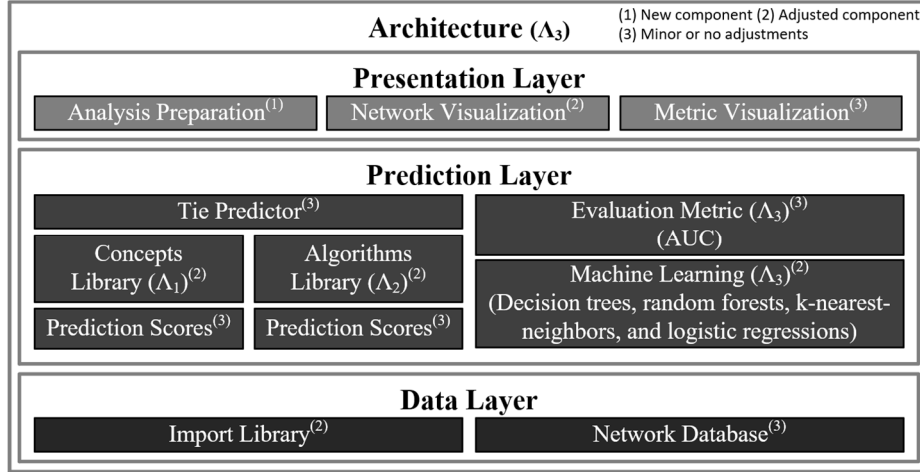 Architecture (Λ₃)
(1) New component (2) Adjusted component
(3) Minor or no adjustments
Presentation Layer
Analysis Preparation⁽¹⁾
Network Visualization⁽²⁾
Metric Visualization⁽³⁾
Prediction Layer
Tie Predictor⁽³⁾
Concepts
Library (Λ₁)⁽²⁾
Algorithms
Library (Λ₂)⁽²⁾
Prediction Scores⁽³⁾
Prediction Scores⁽³⁾
Evaluation Metric (Λ₃)⁽³⁾
(AUC)
Machine Learning (Λ₃)⁽²⁾
(Decision trees, random forests, k-nearest-
neighbors, and logistic regressions)
Data Layer
Import Library⁽²⁾
Network Database⁽³⁾